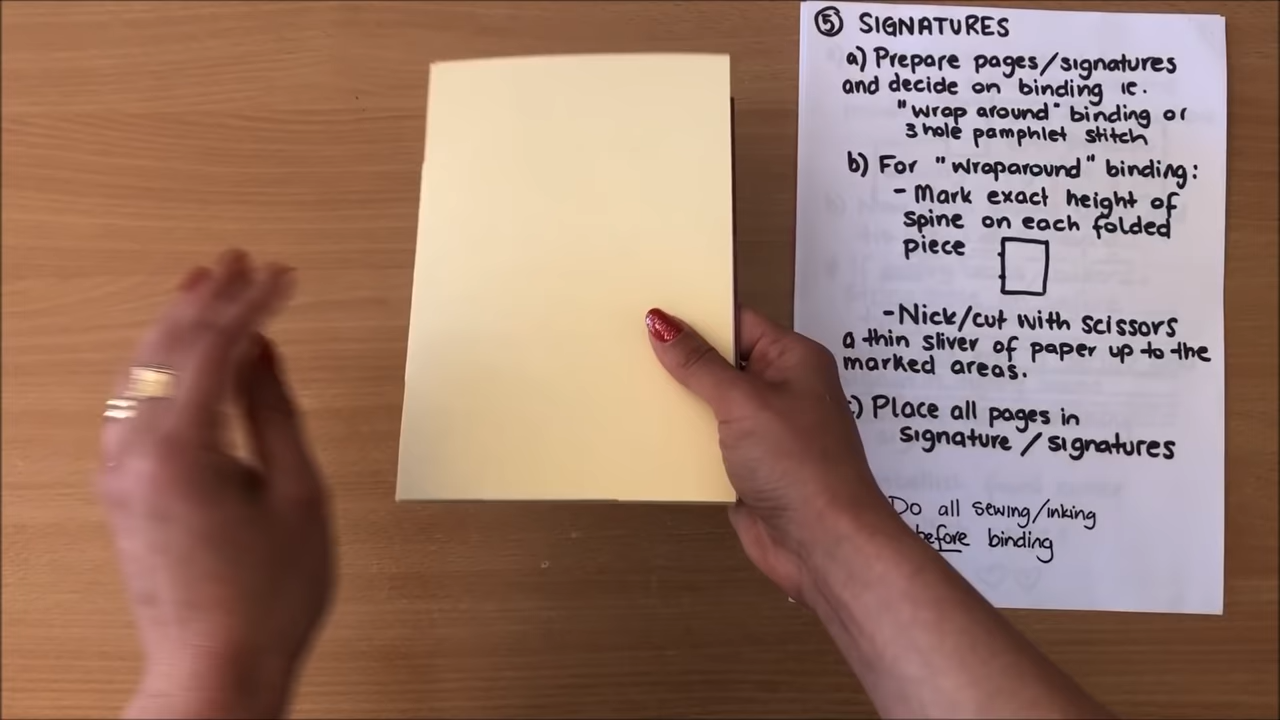 ⑤ SIGNATURES
a) Prepare pages/signatures
and decide on binding ie.
"wrap around" binding or
3 hole pamphlet stitch
b) For "wraparound" binding:
- Mark exact height of
spine on each folded
piece
- Nick/cut with scissors
a thin sliver of paper up to the
marked areas.
c) Place all pages in
signature / signatures
Do all sewing/inking
before binding